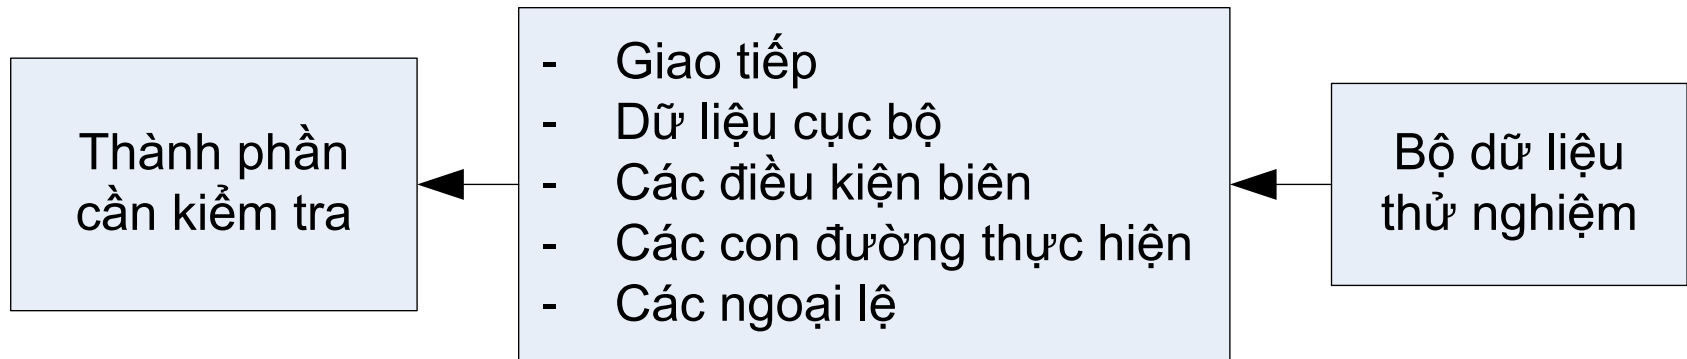 Thành phần
cần kiểm tra
- Giao tiếp
- Dữ liệu cục bộ
- Các điều kiện biên
- Các con đường thực hiện
- Các ngoại lệ
Bộ dữ liệu
thử nghiệm